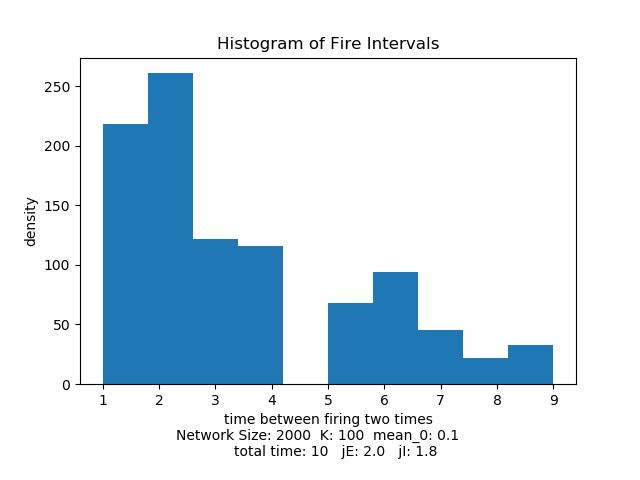 Histogram of Fire Intervals
density
250
200
150
100
50
0
1 2 3 4 5 6 7 8 9
time between firing two times
Network Size: 2000  K: 100  mean_0: 0.1
total time: 10   jE: 2.0   jI: 1.8